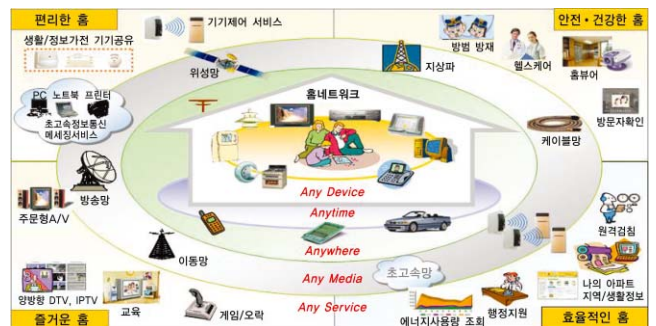 편리한 홈
기기제어 서비스
생활/정보가전 기기공유
PC 노트북 프린터
초고속정보통신
메세징서비스
위성망
지상파
방범 방재
헬스케어
안전·건강한 홈
홈뷰어
방문자확인
케이블망
홈네트워크
방송망
주문형A/V
Any Device
Anytime
Anywhere
Any Media
Any Service
이동망
초고속망
원격검침
나의 아파트
지역/생활정보
양방향 DTV, IPTV
교육
게임/오락
에너지사용량 조회
행정지원
즐거운 홈
효율적인 홈